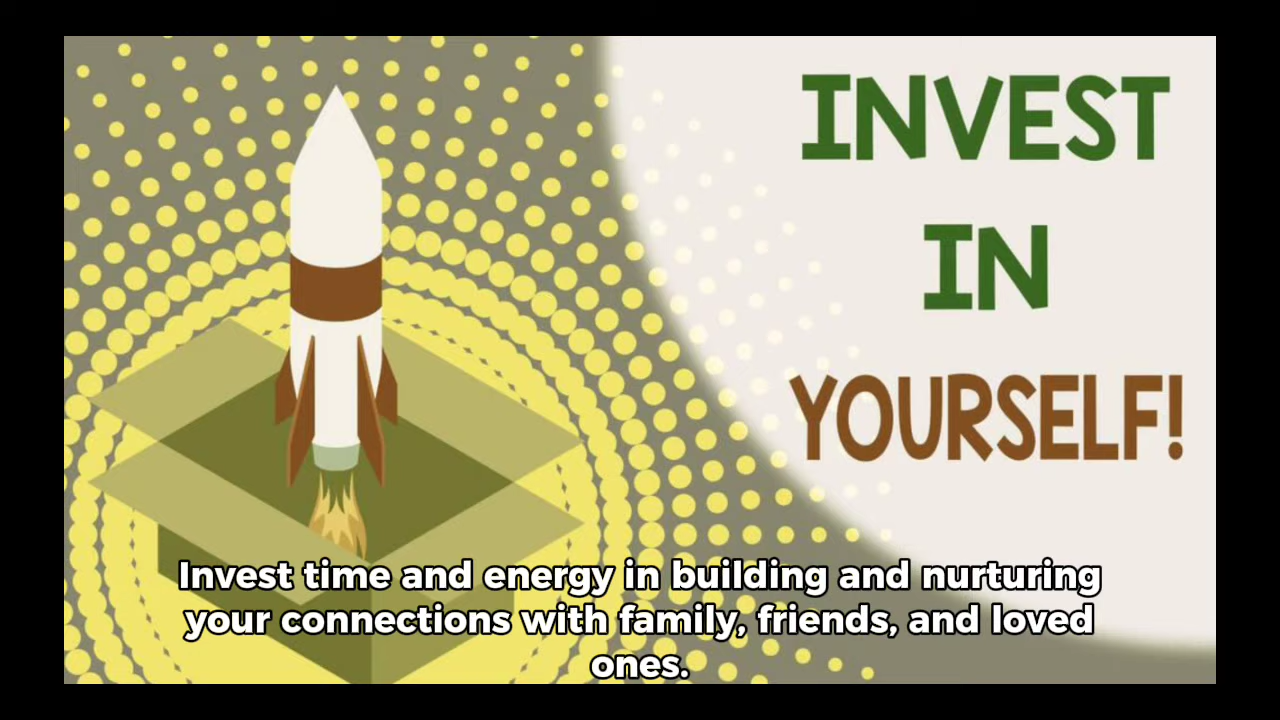 INVEST
IN
YOURSELF!
Invest time and energy in building and nurturing
your connections with family, friends, and loved
ones.